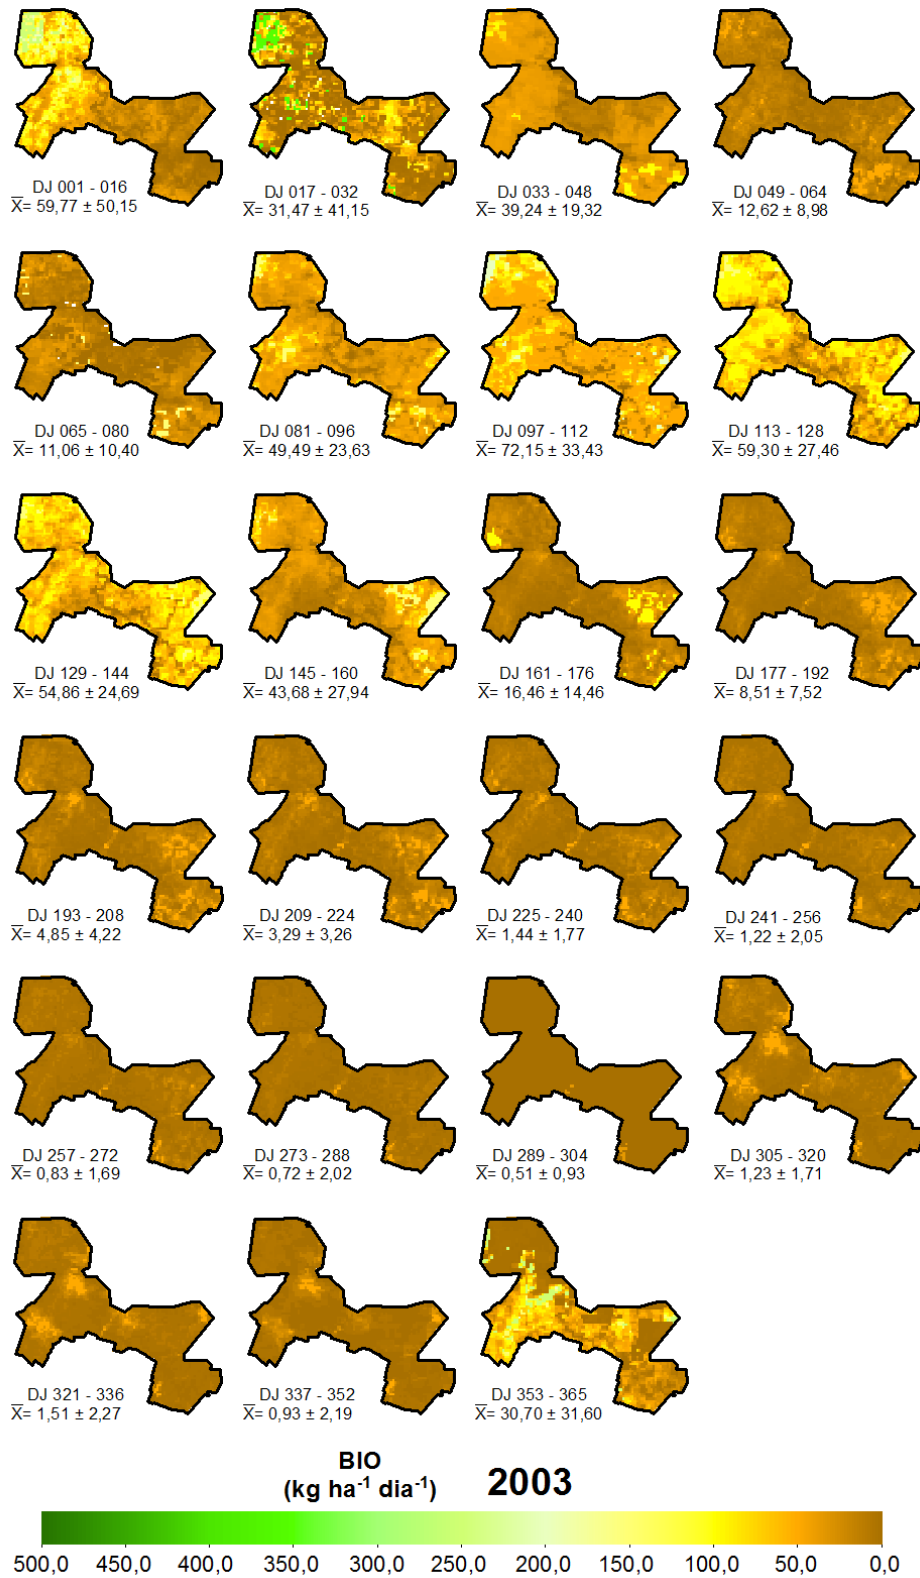 DJ 001 - 016
X̅= 59,77 ± 50,15
DJ 017 - 032
X̅= 31,47 ± 41,15
DJ 033 - 048
X̅= 39,24 ± 19,32
DJ 049 - 064
X̅= 12,62 ± 8,98
DJ 065 - 080
X̅= 11,06 ± 10,40
DJ 081 - 096
X̅= 49,49 ± 23,63
DJ 097 - 112
X̅= 72,15 ± 33,43
DJ 113 - 128
X̅= 59,30 ± 27,46
DJ 129 - 144
X̅= 54,86 ± 24,69
DJ 145 - 160
X̅= 43,68 ± 27,94
DJ 161 - 176
X̅= 16,46 ± 14,46
DJ 177 - 192
X̅= 8,51 ± 7,52
DJ 193 - 208
X̅= 4,85 ± 4,22
DJ 209 - 224
X̅= 3,29 ± 3,26
DJ 225 - 240
X̅= 1,44 ± 1,77
DJ 241 - 256
X̅= 1,22 ± 2,05
DJ 257 - 272
X̅= 0,83 ± 1,69
DJ 273 - 288
X̅= 0,72 ± 2,02
DJ 289 - 304
X̅= 0,51 ± 0,93
DJ 305 - 320
X̅= 1,23 ± 1,71
DJ 321 - 336
X̅= 1,51 ± 2,27
DJ 337 - 352
X̅= 0,93 ± 2,19
DJ 353 - 365
X̅= 30,70 ± 31,60
BIO
(kg ha⁻¹ dia⁻¹)
2003
500,0 450,0 400,0 350,0 300,0 250,0 200,0 150,0 100,0 50,0 0,0